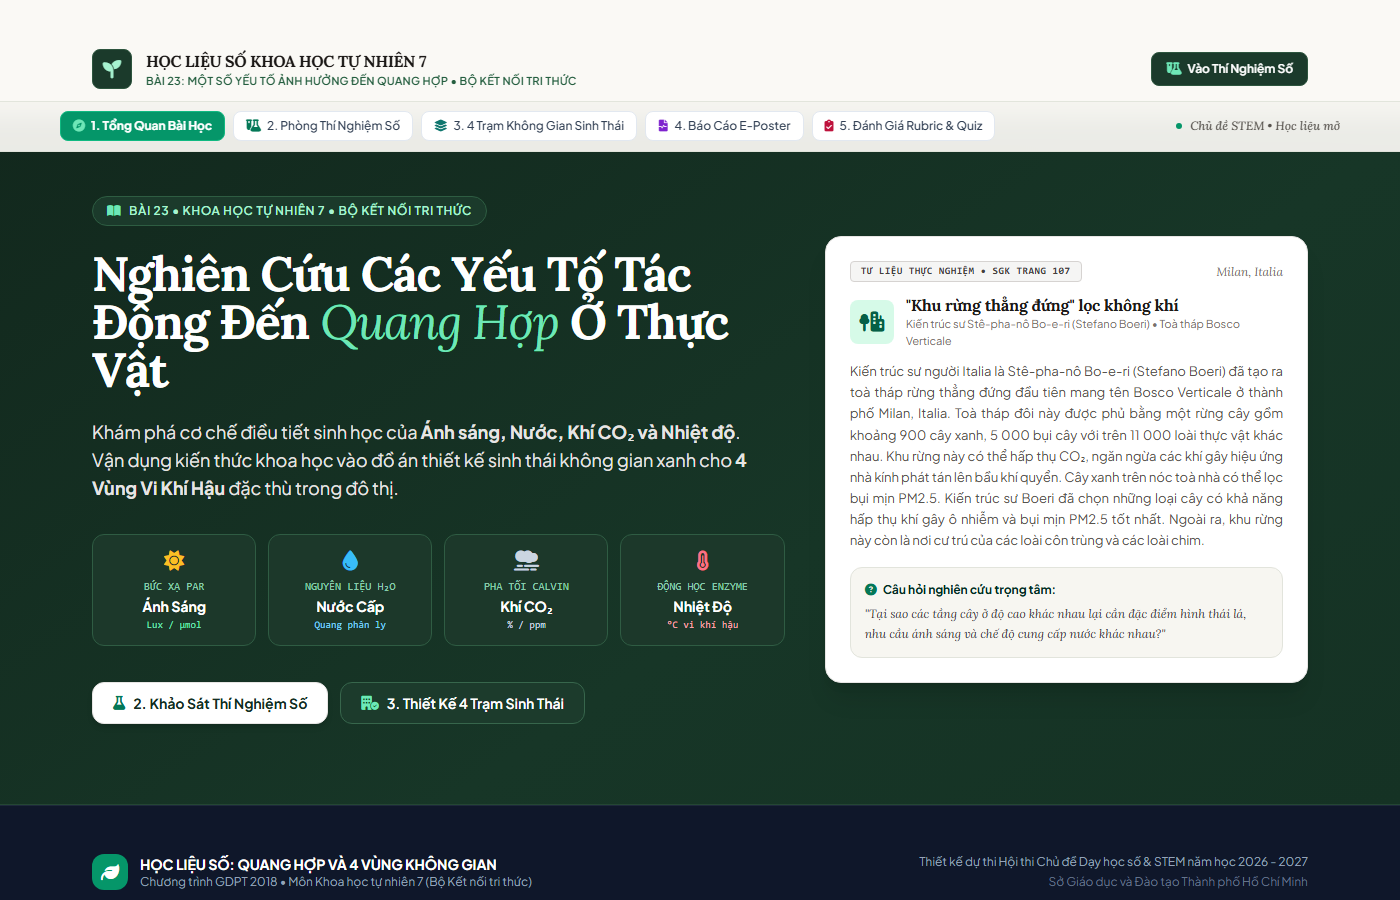 HỌC LIỆU SỐ KHOA HỌC TỰ NHIÊN 7
BÀI 23: MỘT SỐ YẾU TỐ ẢNH HƯỞNG ĐẾN QUANG HỢP • BỘ KẾT NỐI TRI THỨC
Vào Thí Nghiệm Số
1. Tổng Quan Bài Học
2. Phòng Thí Nghiệm Số
3. 4 Trạm Không Gian Sinh Thái
4. Báo Cáo E-Poster
5. Đánh Giá Rubric & Quiz
• Chủ đề STEM • Học liệu mở
BÀI 23 • KHOA HỌC TỰ NHIÊN 7 • BỘ KẾT NỐI TRI THỨC
Nghiên Cứu Các Yếu Tố Tác
Động Đến Quang Hợp Ở Thực
Vật
Khám phá cơ chế điều tiết sinh học của Ánh sáng, Nước, Khí CO₂ và Nhiệt độ.
Vận dụng kiến thức khoa học vào đồ án thiết kế sinh thái không gian xanh cho 4
Vùng Vi Khí Hậu đặc thù trong đô thị.
BỨC XẠ PAR
Ánh Sáng
Lux / µmol
NGUYÊN LIỆU H₂O
Nước Cấp
Quang phân ly
PHA TỐI CALVIN
Khí CO₂
% / ppm
ĐỘNG HỌC ENZYME
Nhiệt Độ
°C vi khí hậu
2. Khảo Sát Thí Nghiệm Số
3. Thiết Kế 4 Trạm Sinh Thái
TƯ LIỆU THỰC NGHIỆM • SGK TRANG 107
Milan, Italia
"Khu rừng thẳng đứng" lọc không khí
Kiến trúc sư Stê-pha-nô Bo-e-ri (Stefano Boeri) • Toà tháp Bosco
Verticale
Kiến trúc sư người Italia là Stê-pha-nô Bo-e-ri (Stefano Boeri) đã tạo ra
toà tháp rừng thẳng đứng đầu tiên mang tên Bosco Verticale ở thành
phố Milan, Italia. Toà tháp đôi này được phủ bằng một rừng cây gồm
khoảng 900 cây xanh, 5 000 bụi cây với trên 11 000 loài thực vật khác
nhau. Khu rừng này có thể hấp thụ CO₂, ngăn ngừa các khí gây hiệu ứng
nhà kính phát tán lên bầu khí quyển. Cây xanh trên nóc toà nhà có thể lọc
bụi mịn PM2.5. Kiến trúc sư Boeri đã chọn những loại cây có khả năng
hấp thụ khí gây ô nhiễm và bụi mịn PM2.5 tốt nhất. Ngoài ra, khu rừng
này còn là nơi cư trú của các loài côn trùng và các loài chim.
Câu hỏi nghiên cứu trọng tâm:
"Tại sao các tầng cây ở độ cao khác nhau lại cần đặc điểm hình thái lá,
nhu cầu ánh sáng và chế độ cung cấp nước khác nhau?"
HỌC LIỆU SỐ: QUANG HỢP VÀ 4 VÙNG KHÔNG GIAN
Chương trình GDPT 2018 • Môn Khoa học tự nhiên 7 (Bộ Kết nối tri thức)
Thiết kế dự thi Hội thi Chủ đề Dạy học số & STEM năm học 2026 - 2027
Sở Giáo dục và Đào tạo Thành phố Hồ Chí Minh